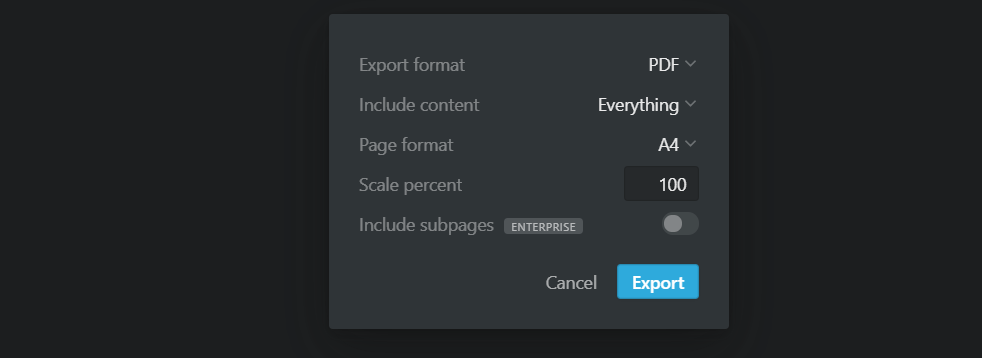 Export format PDF
Include content Everything
Page format A4
Scale percent 100
Include subpages ENTERPRISE
Cancel Export